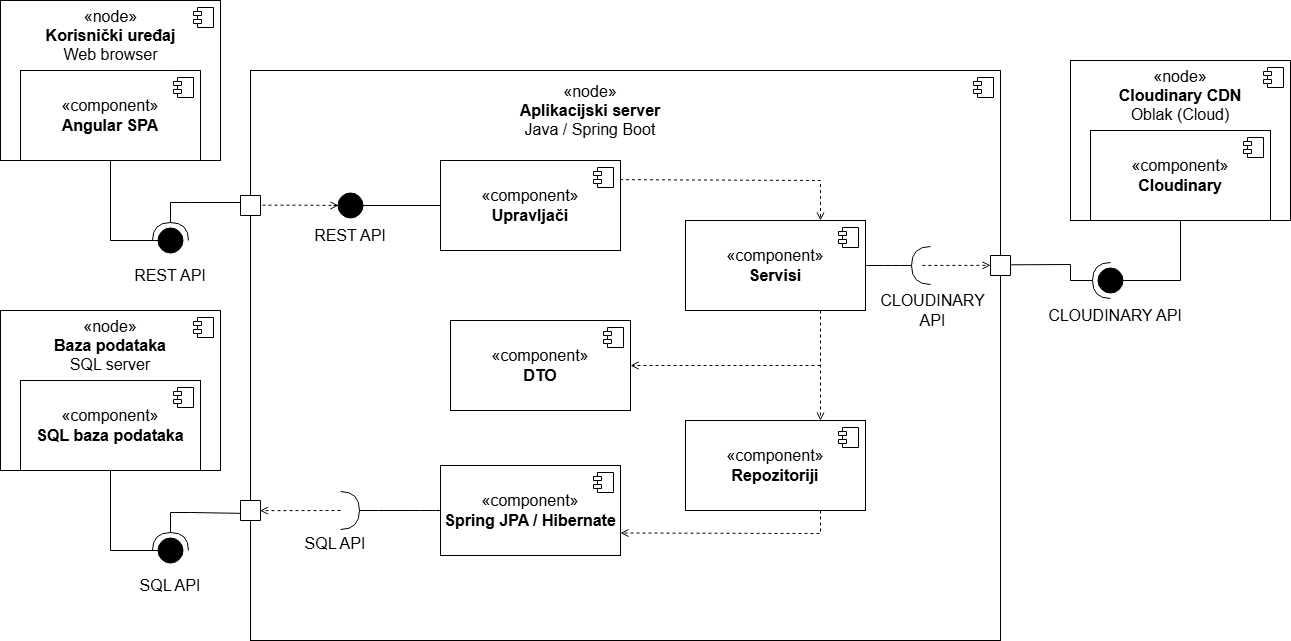 «node»
Korisnički uređaj
Web browser
«component»
Angular SPA
REST API
«node»
Baza podataka
SQL server
«component»
SQL baza podataka
SQL API
«node»
Aplikacijski server
Java / Spring Boot
«component»
Upravljači
REST API
«component»
Servisi
CLOUDINARY
API
«component»
DTO
«component»
Repozitoriji
«component»
Spring JPA / Hibernate
SQL API
«node»
Cloudinary CDN
Oblak (Cloud)
«component»
Cloudinary
CLOUDINARY API